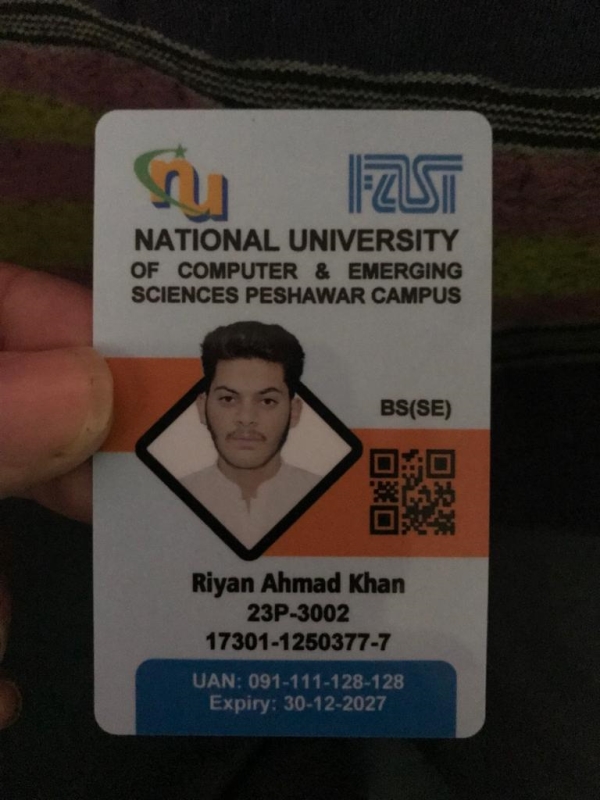 nu
FAST
NATIONAL UNIVERSITY
OF COMPUTER & EMERGING
SCIENCES PESHAWAR CAMPUS
BS(SE)
Riyan Ahmad Khan
23P-3002
17301-1250377-7
UAN: 091-111-128-128
Expiry: 30-12-2027